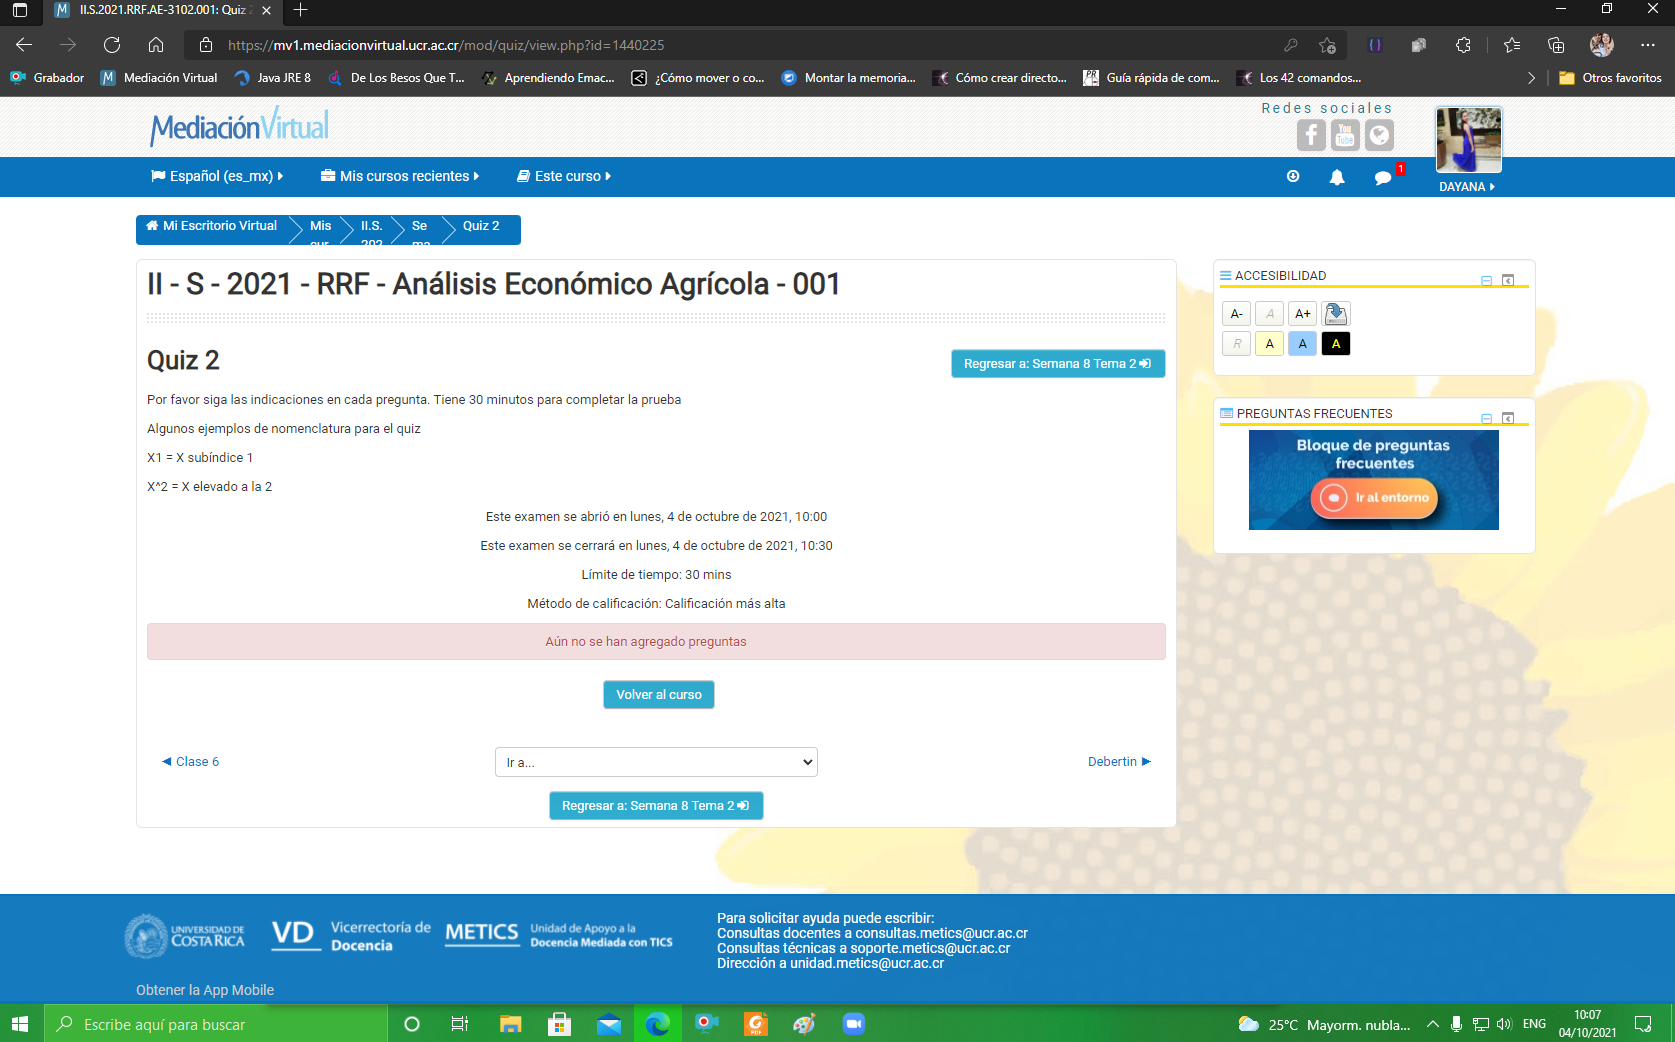 II.S.2021.RRF.AE-3102.001: Quiz 2
https://mv1.mediacionvirtual.ucr.ac.cr/mod/quiz/view.php?id=1440225
Grabador
Mediación Virtual
Java JRE 8
De Los Besos Que T...
Aprendiendo Emac...
¿Cómo mover o co...
Montar la memoria...
Cómo crear directo...
Guía rápida de com...
Los 42 comandos...
Otros favoritos
MediaciónVirtual
Redes sociales
You
Tube
Español (es_mx)
Mis cursos recientes
Este curso
1
DAYANA
Mi Escritorio Virtual
Mis
cur
II.S.
202
Se
ma
Quiz 2
II - S - 2021 - RRF - Análisis Económico Agrícola - 001
Quiz 2
Regresar a: Semana 8 Tema 2
Por favor siga las indicaciones en cada pregunta. Tiene 30 minutos para completar la prueba
Algunos ejemplos de nomenclatura para el quiz
X1 = X subíndice 1
X^2 = X elevado a la 2
Este examen se abrió en lunes, 4 de octubre de 2021, 10:00
Este examen se cerrará en lunes, 4 de octubre de 2021, 10:30
Límite de tiempo: 30 mins
Método de calificación: Calificación más alta
Aún no se han agregado preguntas
Volver al curso
◄ Clase 6
Ir a...
Debertin ►
Regresar a: Semana 8 Tema 2
ACCESIBILIDAD
A-
A
A+
R
A
A
A
PREGUNTAS FRECUENTES
Bloque de preguntas
frecuentes
Ir al entorno
UNIVERSIDAD DE
COSTA RICA
VD
Vicerrectoría de
Docencia
METICS
Unidad de Apoyo a la
Docencia Mediada con TICS
Para solicitar ayuda puede escribir:
Consultas docentes a consultas.metics@ucr.ac.cr
Consultas técnicas a soporte.metics@ucr.ac.cr
Dirección a unidad.metics@ucr.ac.cr
Obtener la App Mobile
Escribe aquí para buscar
25°C Mayorm. nubla...
ENG
10:07
04/10/2021